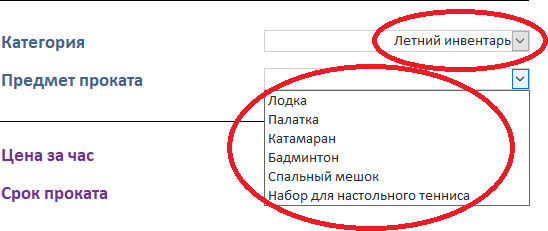 Категория Летний инвентарь
Предмет проката
Лодка
Палатка
Катамаран
Бадминтон
Спальный мешок
Набор для настольного тенниса
Цена за час
Срок проката